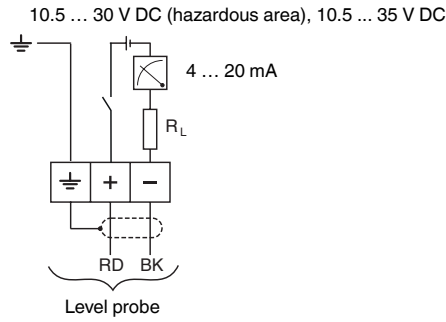 10.5 … 30 V DC (hazardous area), 10.5 ... 35 V DC
4 … 20 mA
RL
+ −
RD BK
Level probe